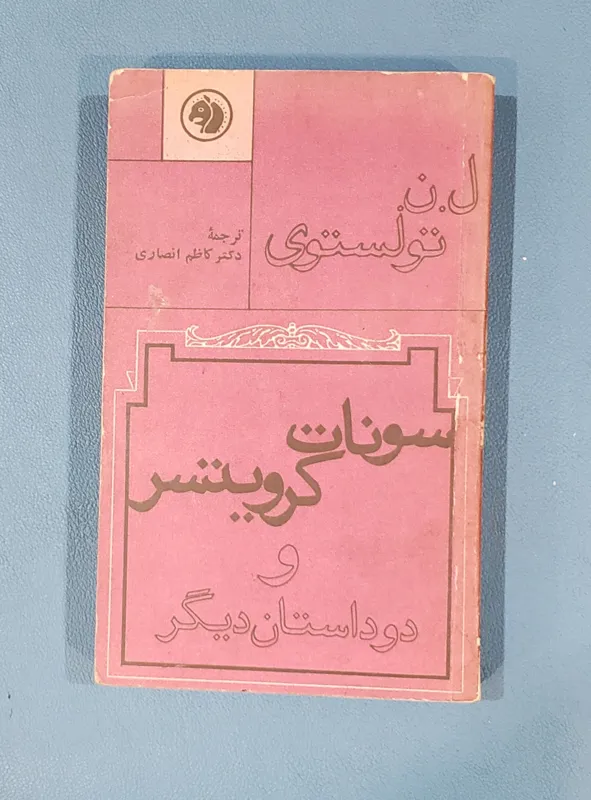 ل. ن.
تولستوی
ترجمهٔ
دکتر کاظم انصاری
سونات
کرویتسر
و
دو داستان دیگر